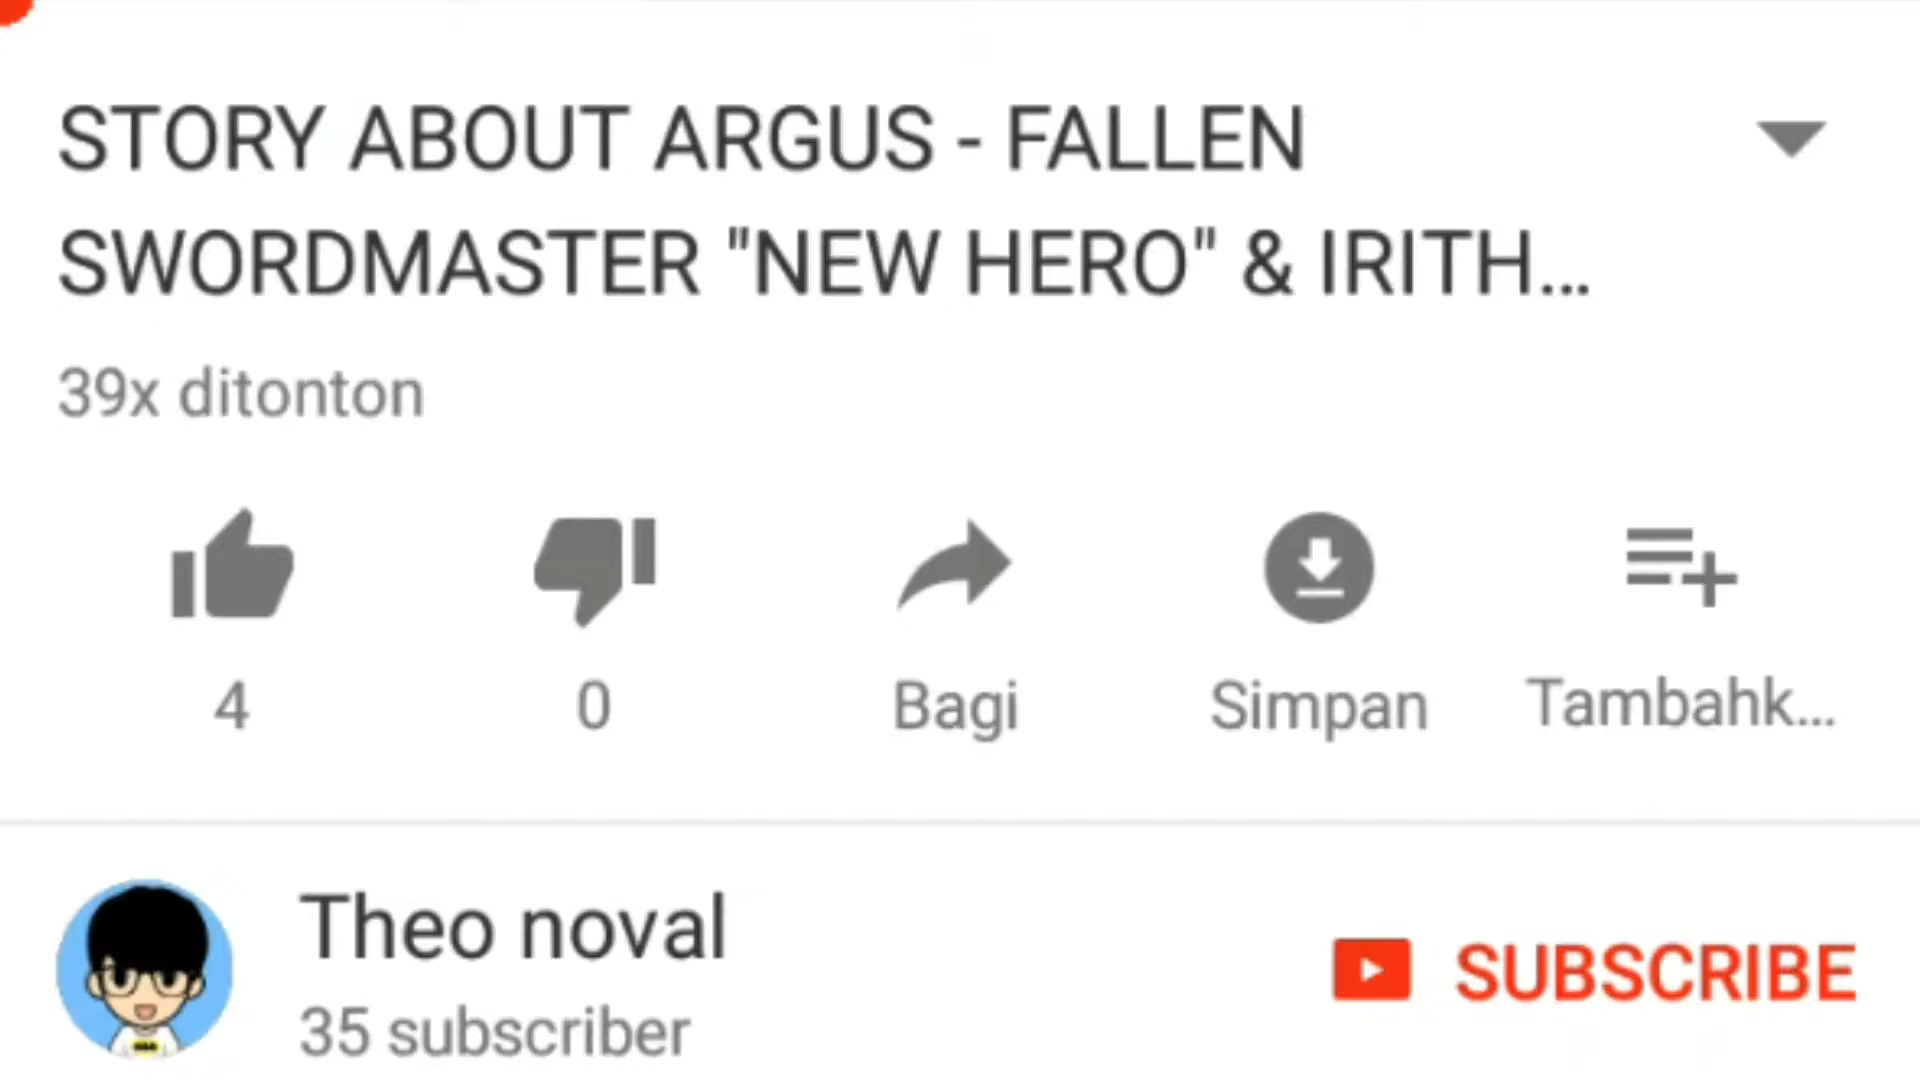 STORY ABOUT ARGUS - FALLEN
SWORDMASTER "NEW HERO" & IRITH...
39x ditonton
4 0 Bagi Simpan Tambahk...
Theo noval
SUBSCRIBE
35 subscriber